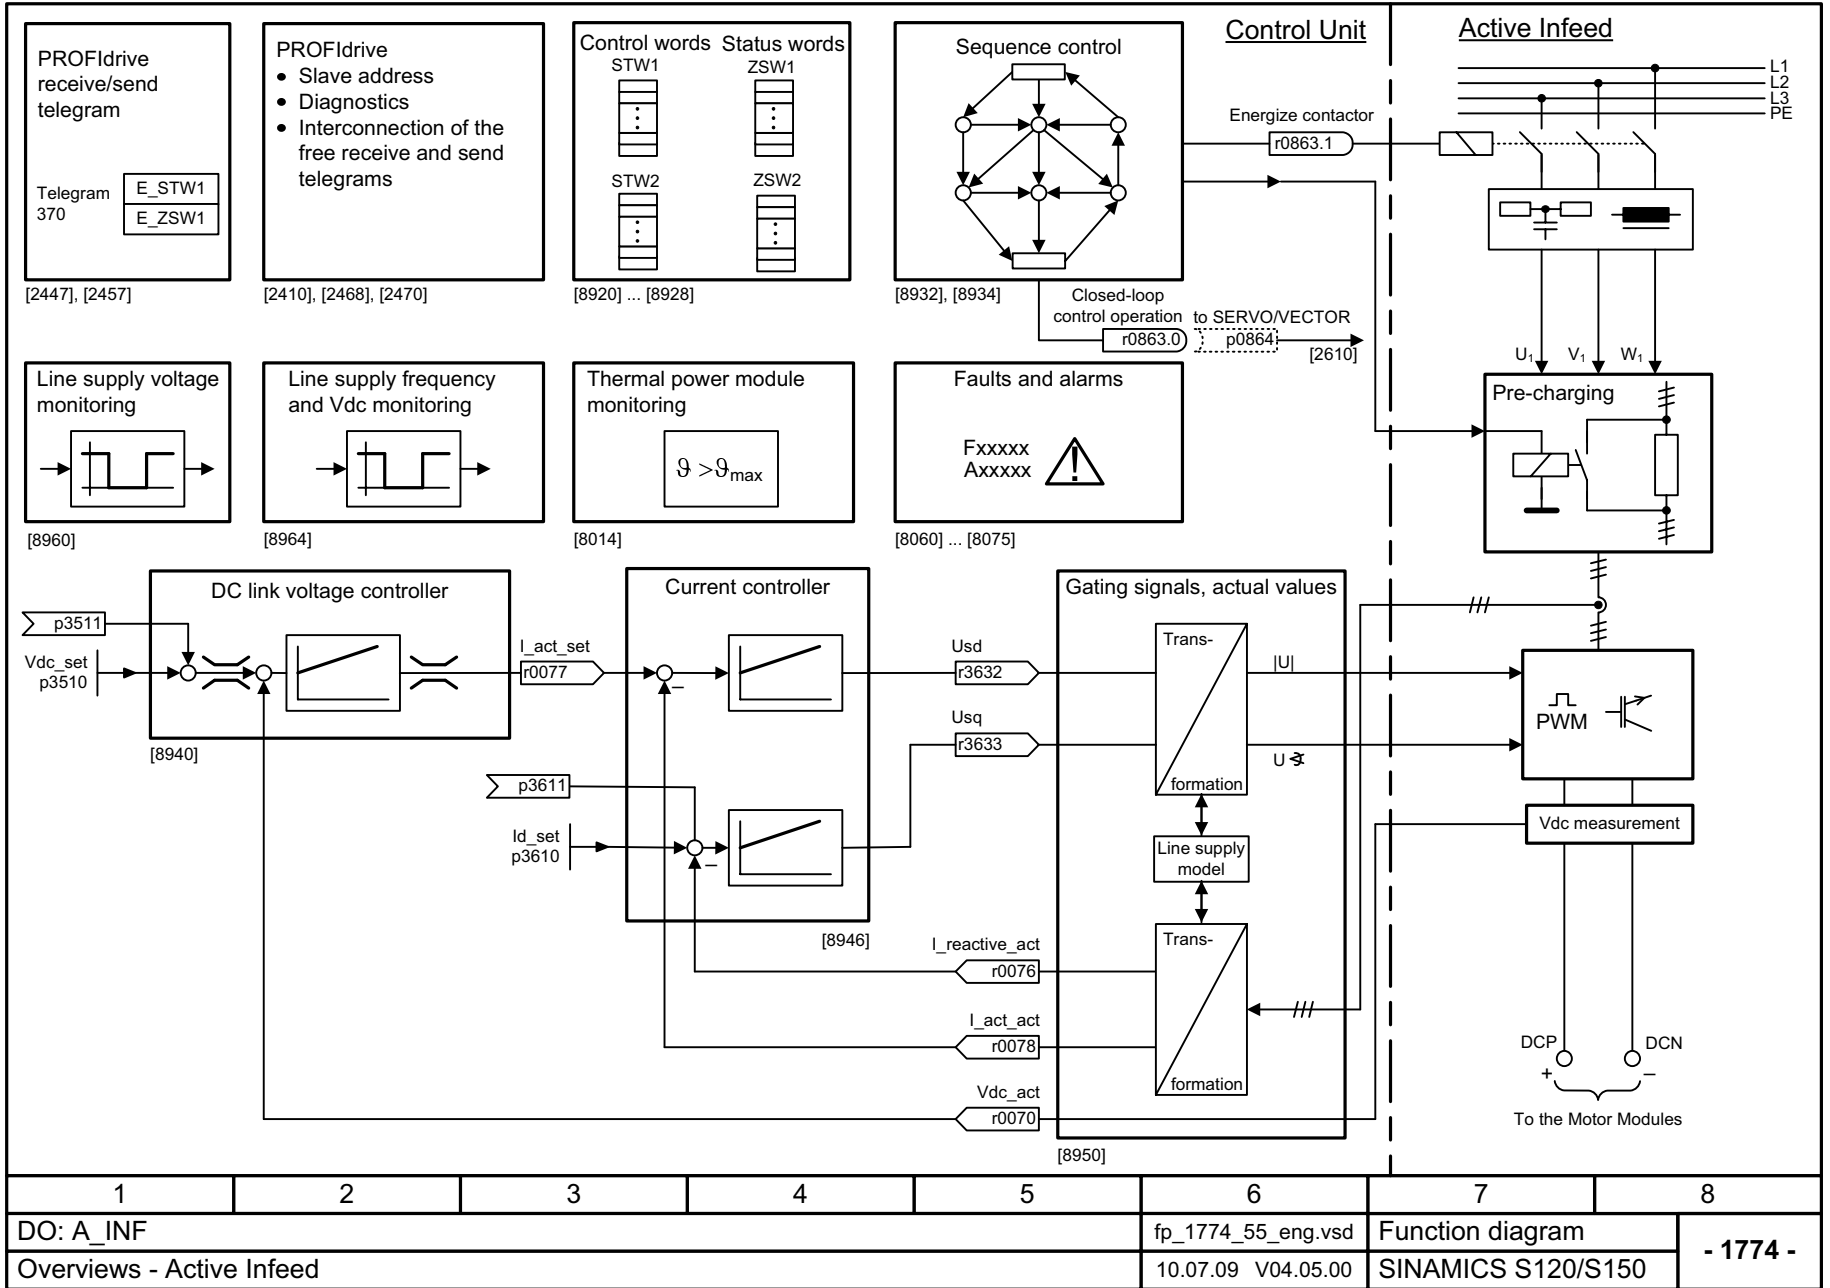 PROFIdrive
receive/send
telegram
Telegram
370
E_STW1
E_ZSW1
[2447], [2457]
PROFIdrive
• Slave address
• Diagnostics
• Interconnection of the
free receive and send
telegrams
[2410], [2468], [2470]
Control words Status words
STW1 ZSW1
STW2 ZSW2
[8920] ... [8928]
Sequence control
[8932], [8934]
Control Unit
Active Infeed
L1
L2
L3
PE
Energize contactor
r0863.1
Closed-loop
control operation
r0863.0
to SERVO/VECTOR
p0864
[2610]
U1 V1 W1
Pre-charging
Line supply voltage
monitoring
[8960]
Line supply frequency
and Vdc monitoring
[8964]
Thermal power module
monitoring
ϑ >ϑmax
[8014]
Faults and alarms
Fxxxxx
Axxxxx
!
[8060] ... [8075]
DC link voltage controller
p3511
Vdc_set
p3510
[8940]
I_act_set
r0077
Current controller
p3611
Id_set
p3610
–
–
[8946]
Usd
r3632
Usq
r3633
I_reactive_act
r0076
I_act_act
r0078
Vdc_act
r0070
Gating signals, actual values
Trans-
formation
Line supply
model
Trans-
formation
[8950]
|U|
U ∢
PWM
Vdc measurement
DCP DCN
+ –
To the Motor Modules
1 2 3 4 5 6 7 8
DO: A_INF
fp_1774_55_eng.vsd
Function diagram
- 1774 -
Overviews - Active Infeed
10.07.09 V04.05.00
SINAMICS S120/S150